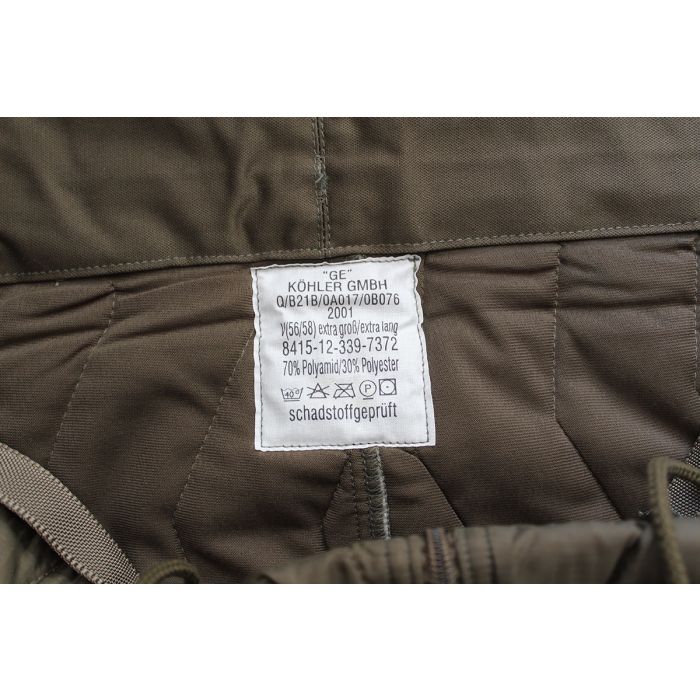 "GE"
KÖHLER GMBH
Q/B21B/0A017/0B076
2001
V(56/58) extra groß/extra lang
8415-12-339-7372
70% Polyamid/30% Polyester
40° P
schadstoffgeprüft